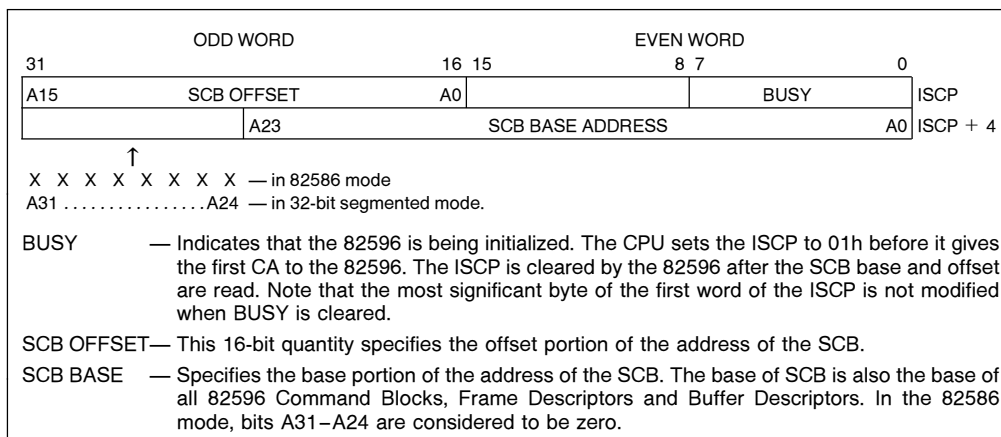 ODD WORD EVEN WORD
31 16 15 8 7 0
A15 SCB OFFSET A0 BUSY ISCP
A23 SCB BASE ADDRESS A0 ISCP + 4
↑
X X X X X X X X — in 82586 mode
A31 . . . . . . . . . . . . . . . . A24 — in 32-bit segmented mode.
BUSY — Indicates that the 82596 is being initialized. The CPU sets the ISCP to 01h before it gives
the first CA to the 82596. The ISCP is cleared by the 82596 after the SCB base and offset
are read. Note that the most significant byte of the first word of the ISCP is not modified
when BUSY is cleared.
SCB OFFSET— This 16-bit quantity specifies the offset portion of the address of the SCB.
SCB BASE — Specifies the base portion of the address of the SCB. The base of SCB is also the base of
all 82596 Command Blocks, Frame Descriptors and Buffer Descriptors. In the 82586
mode, bits A31–A24 are considered to be zero.